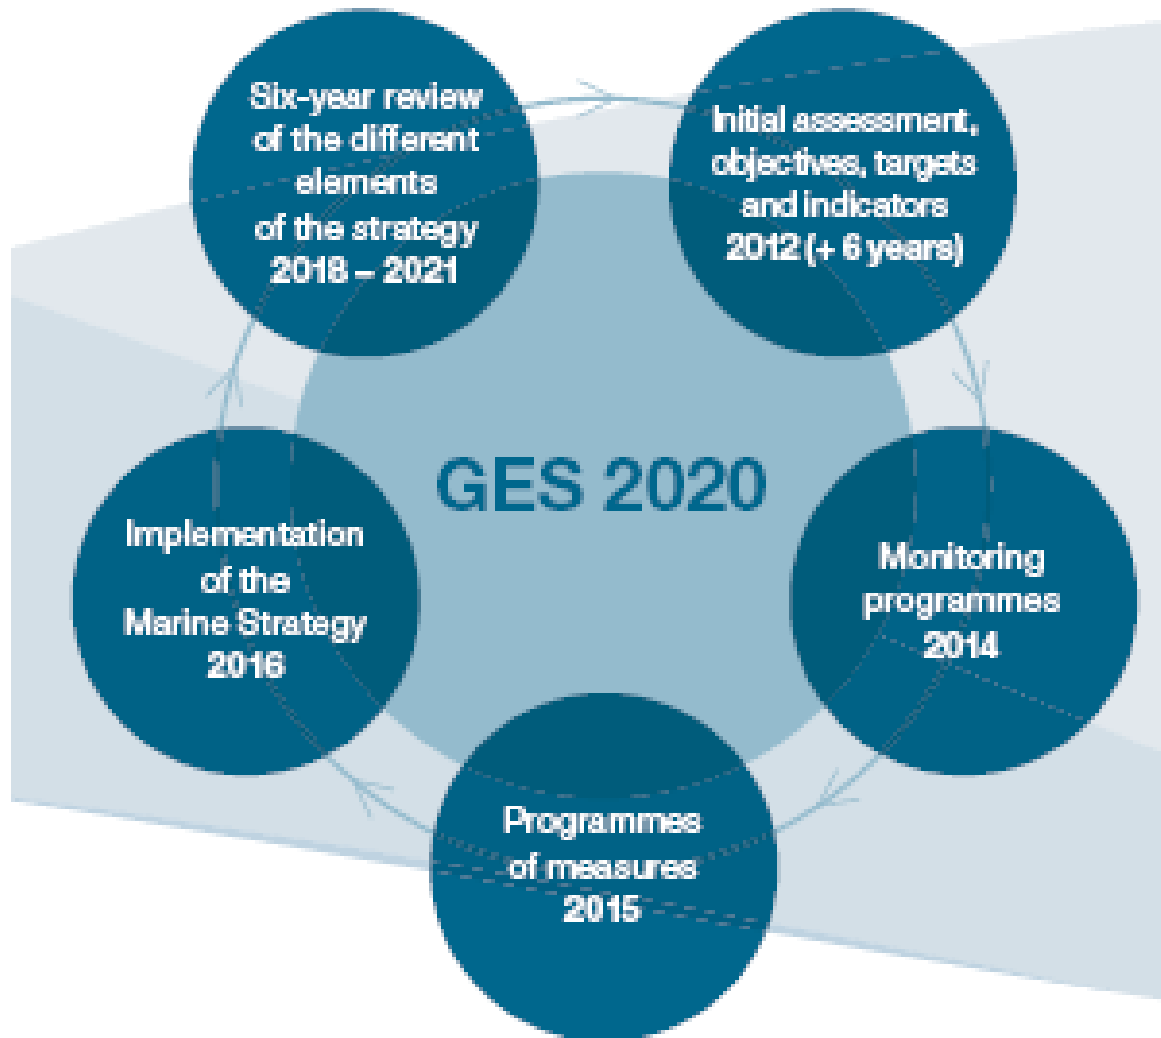 Six-year review
of the different
elements
of the strategy
2018 – 2021
Initial assessment,
objectives, targets
and indicators
2012 (+ 6 years)
GES 2020
Implementation
of the
Marine Strategy
2016
Monitoring
programmes
2014
Programmes
of measures
2015